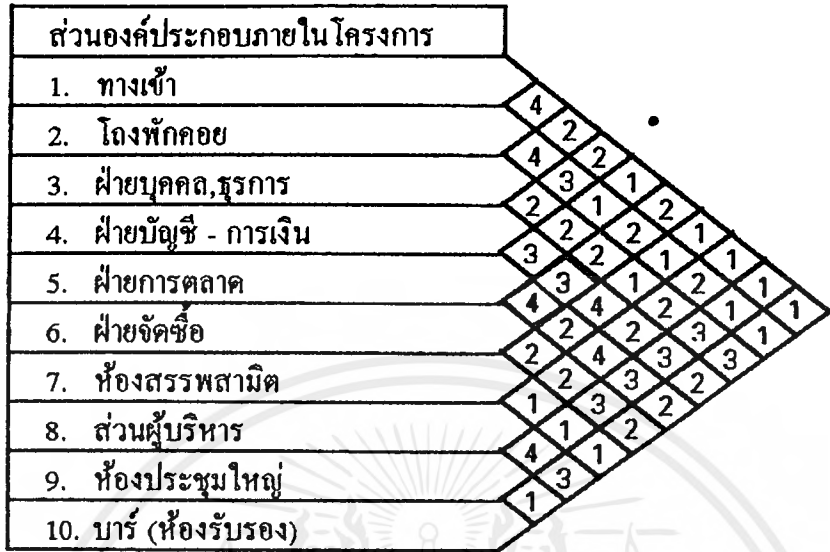 ส่วนองค์ประกอบภายในโครงการ
1. ทางเข้า
2. โถงพักคอย
3. ฝ่ายบุคคล,ธุรการ
4. ฝ่ายบัญชี - การเงิน
5. ฝ่ายการตลาด
6. ฝ่ายจัดซื้อ
7. ห้องสรรพสามิต
8. ส่วนผู้บริหาร
9. ห้องประชุมใหญ่
10. บาร์ (ห้องรับรอง)
4
2
4 2
3 1
2 1 2
2 2 1
3 2 1 1
3 1 2 1
4 4 2 1 1
2 2 3 1
2 4 3 3
2 3 2
1 3 2
1 2
4 1
3
1